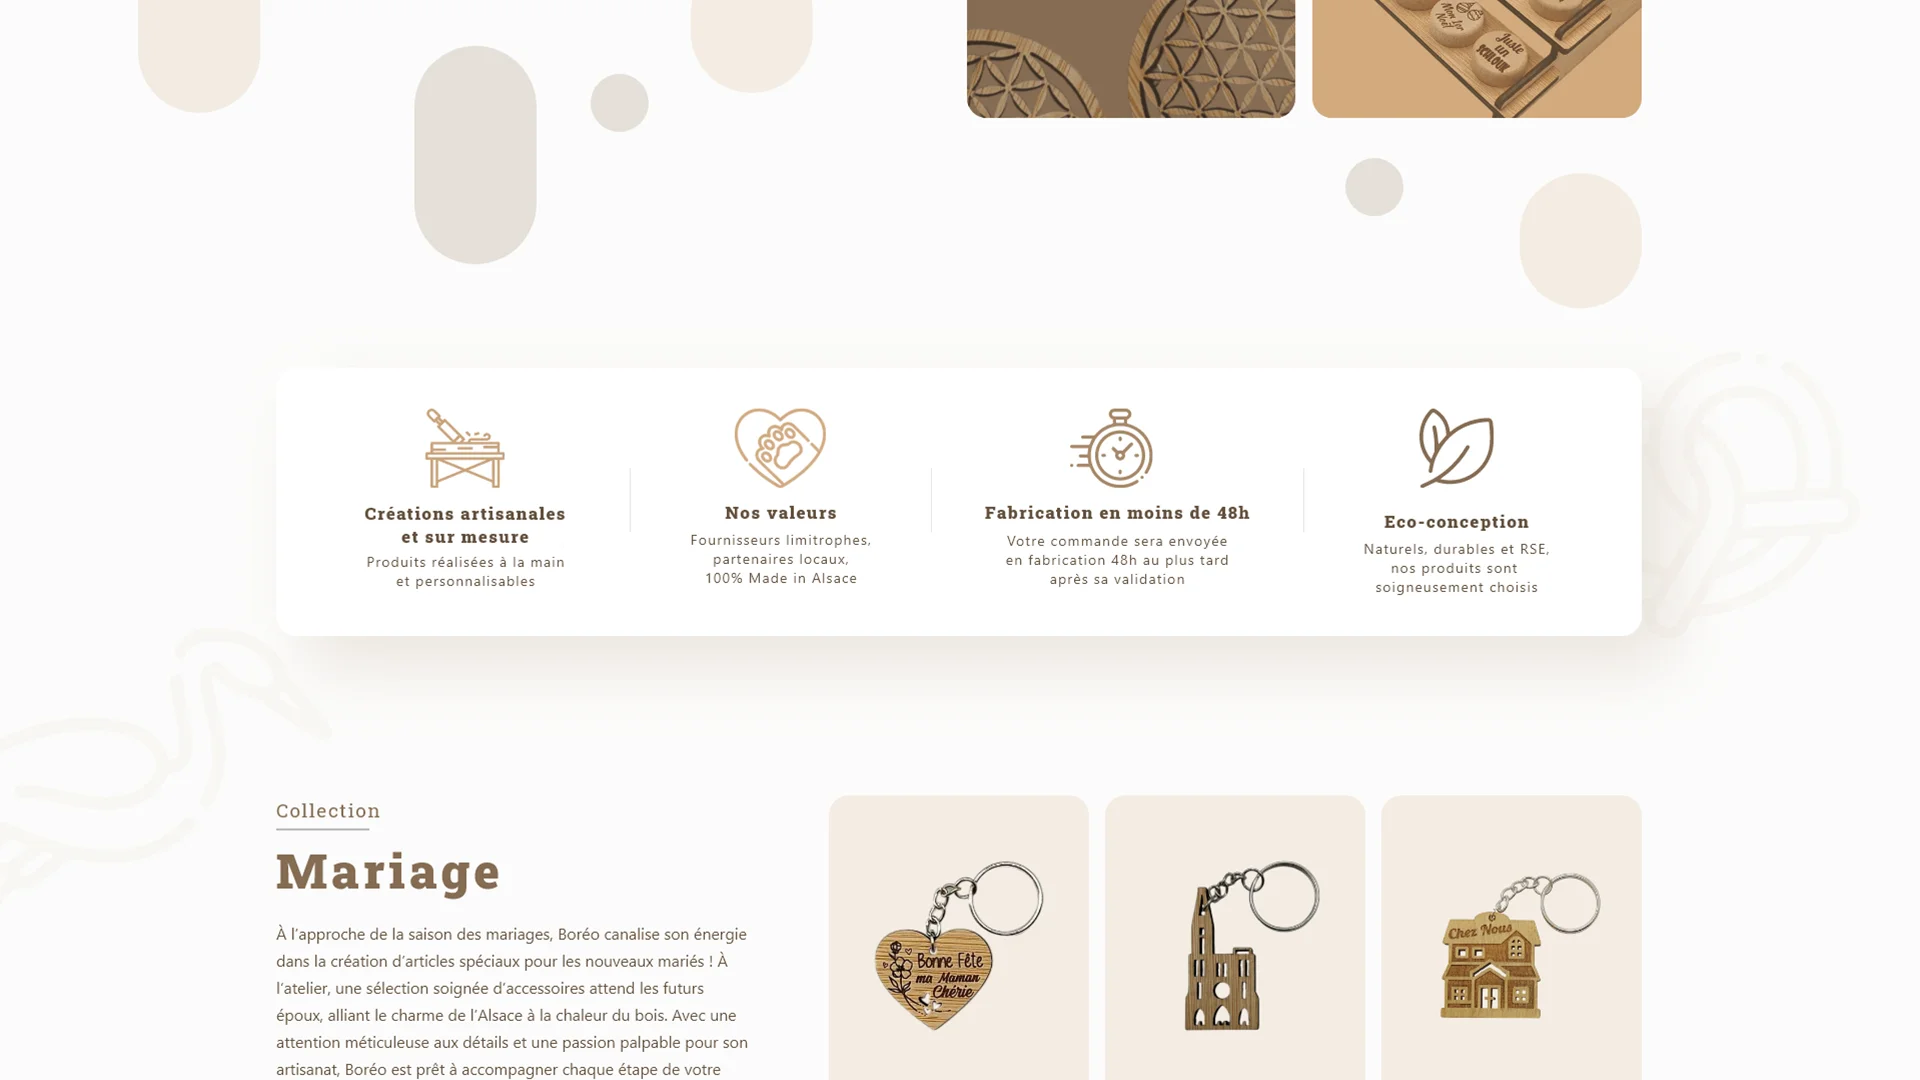 Mon 1er
Noël
Juste
un
SCHLOUK
Créations artisanales
et sur mesure
Produits réalisées à la main
et personnalisables
Nos valeurs
Fournisseurs limitrophes,
partenaires locaux,
100% Made in Alsace
Fabrication en moins de 48h
Votre commande sera envoyée
en fabrication 48h au plus tard
après sa validation
Eco-conception
Naturels, durables et RSE,
nos produits sont
soigneusement choisis
Collection
Mariage
À l’approche de la saison des mariages, Boréo canalise son énergie
dans la création d’articles spéciaux pour les nouveaux mariés ! À
l’atelier, une sélection soignée d’accessoires attend les futurs
époux, alliant le charme de l’Alsace à la chaleur du bois. Avec une
attention méticuleuse aux détails et une passion palpable pour son
artisanat, Boréo est prêt à accompagner chaque étape de votre
Bonne Fête
ma Maman
Chérie
Chez Nous